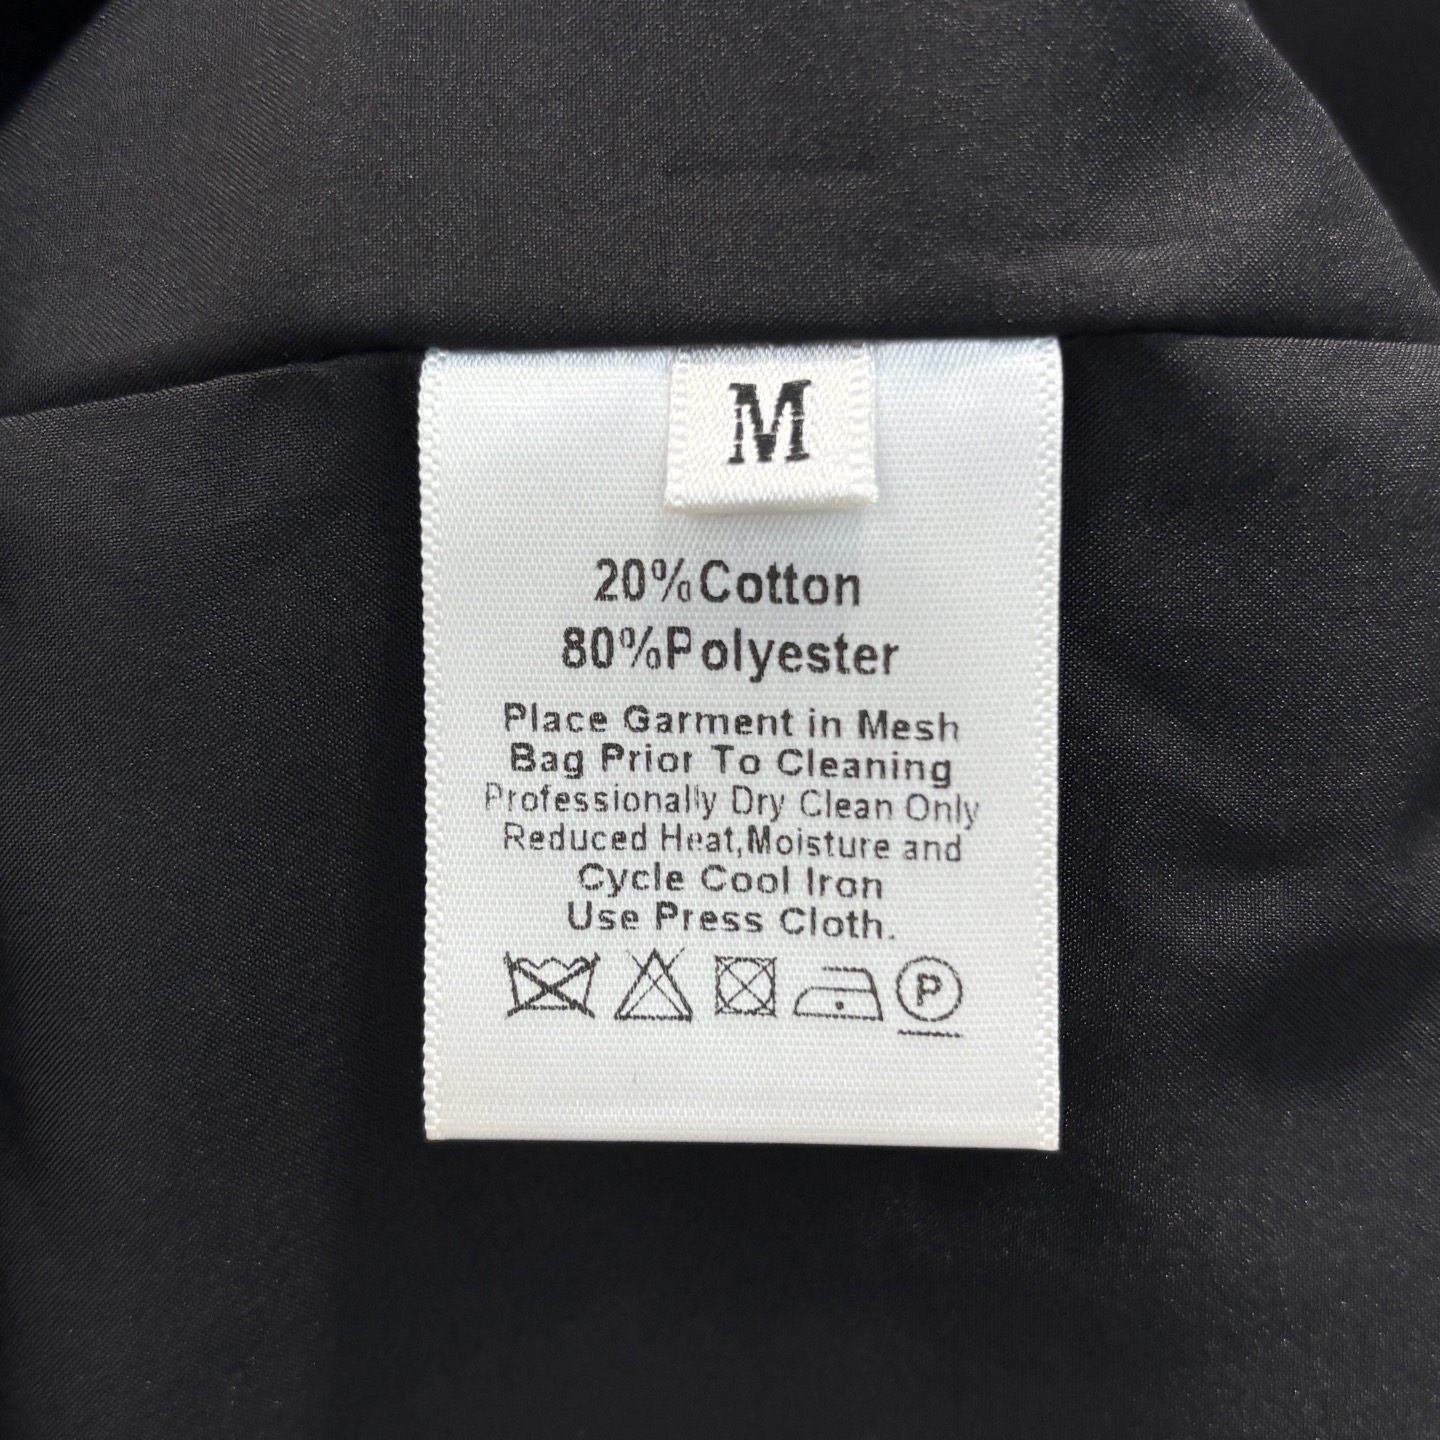 M
20%Cotton
80%Polyester
Place Garment in Mesh
Bag Prior To Cleaning
Professionally Dry Clean Only
Reduced Heat,Moisture and
Cycle Cool Iron
Use Press Cloth.
P